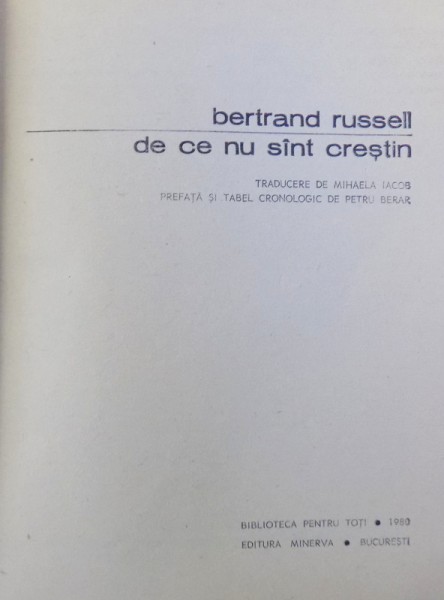 bertrand russell
de ce nu sînt creștin
TRADUCERE DE MIHAELA IACOB
PREFAȚĂ ȘI TABEL CRONOLOGIC DE PETRU BERAR
BIBLIOTECA PENTRU TOȚI • 1980
EDITURA MINERVA • BUCUREȘTI